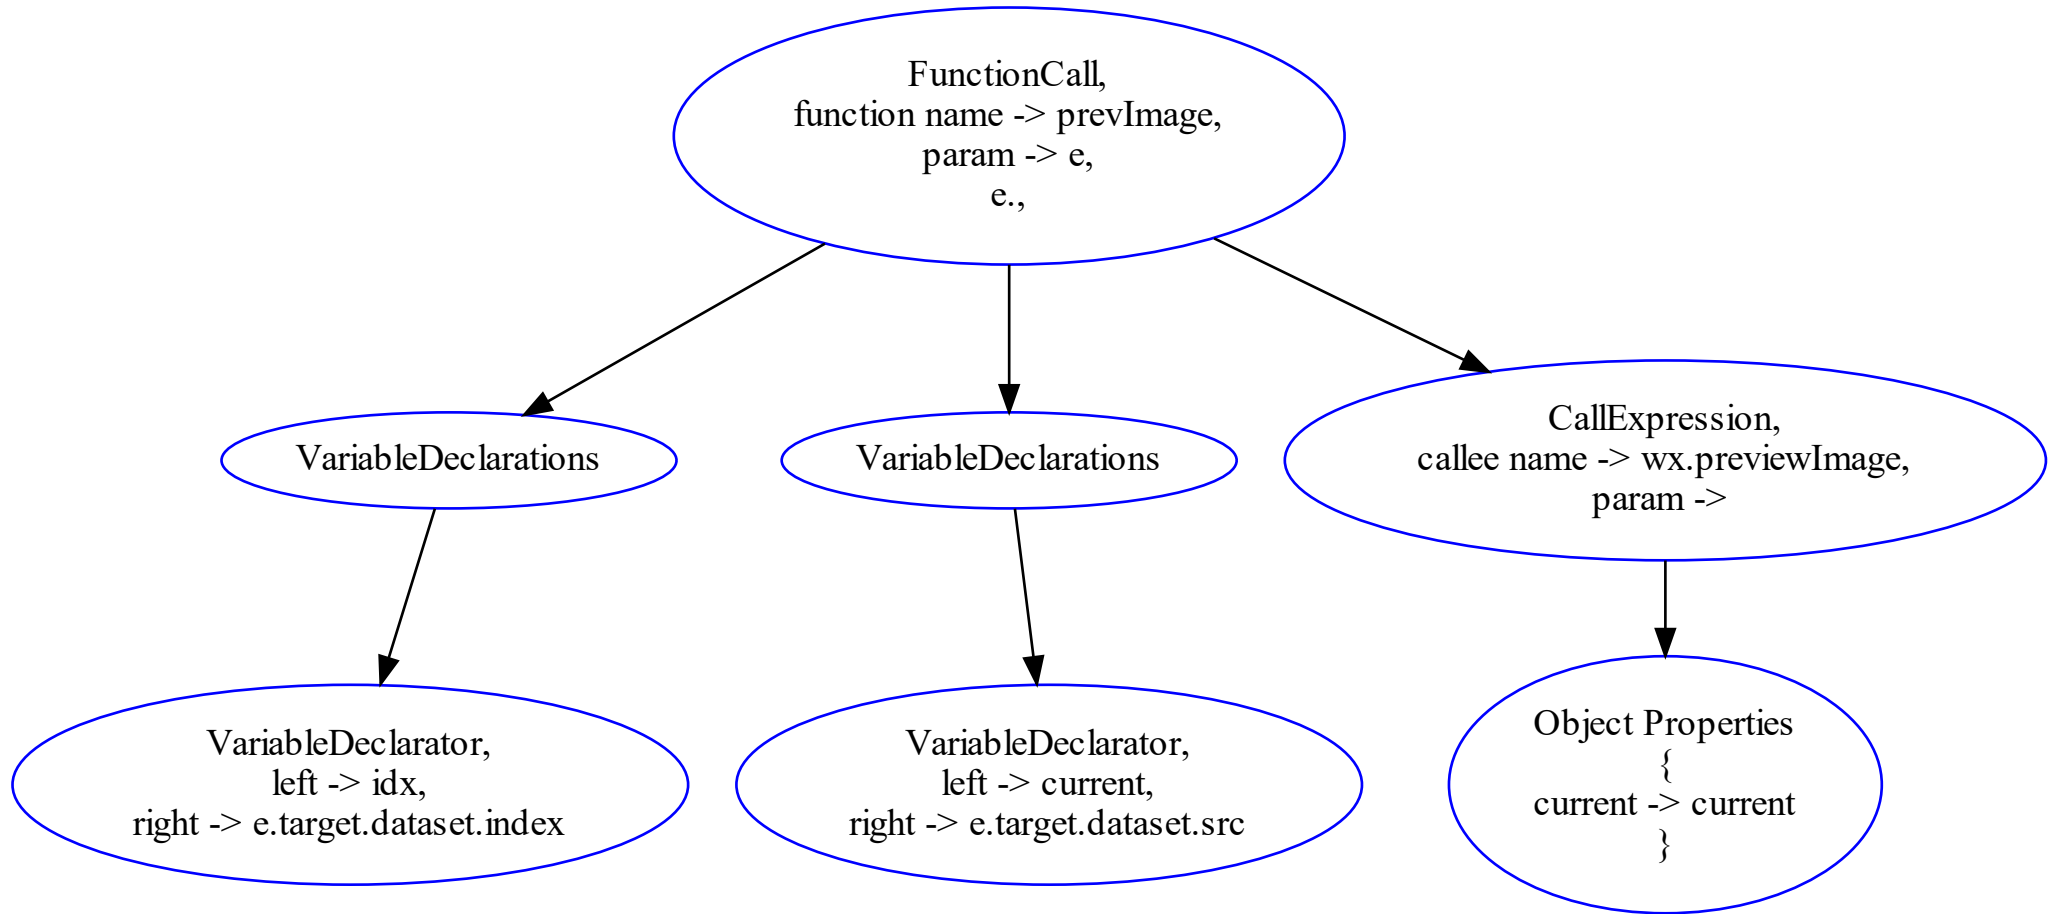 FunctionCall,
function name -> prevImage,
param -> e,
e.,
VariableDeclarations
VariableDeclarations
CallExpression,
callee name -> wx.previewImage,
param ->
VariableDeclarator,
left -> idx,
right -> e.target.dataset.index
VariableDeclarator,
left -> current,
right -> e.target.dataset.src
Object Properties
{
current -> current
}